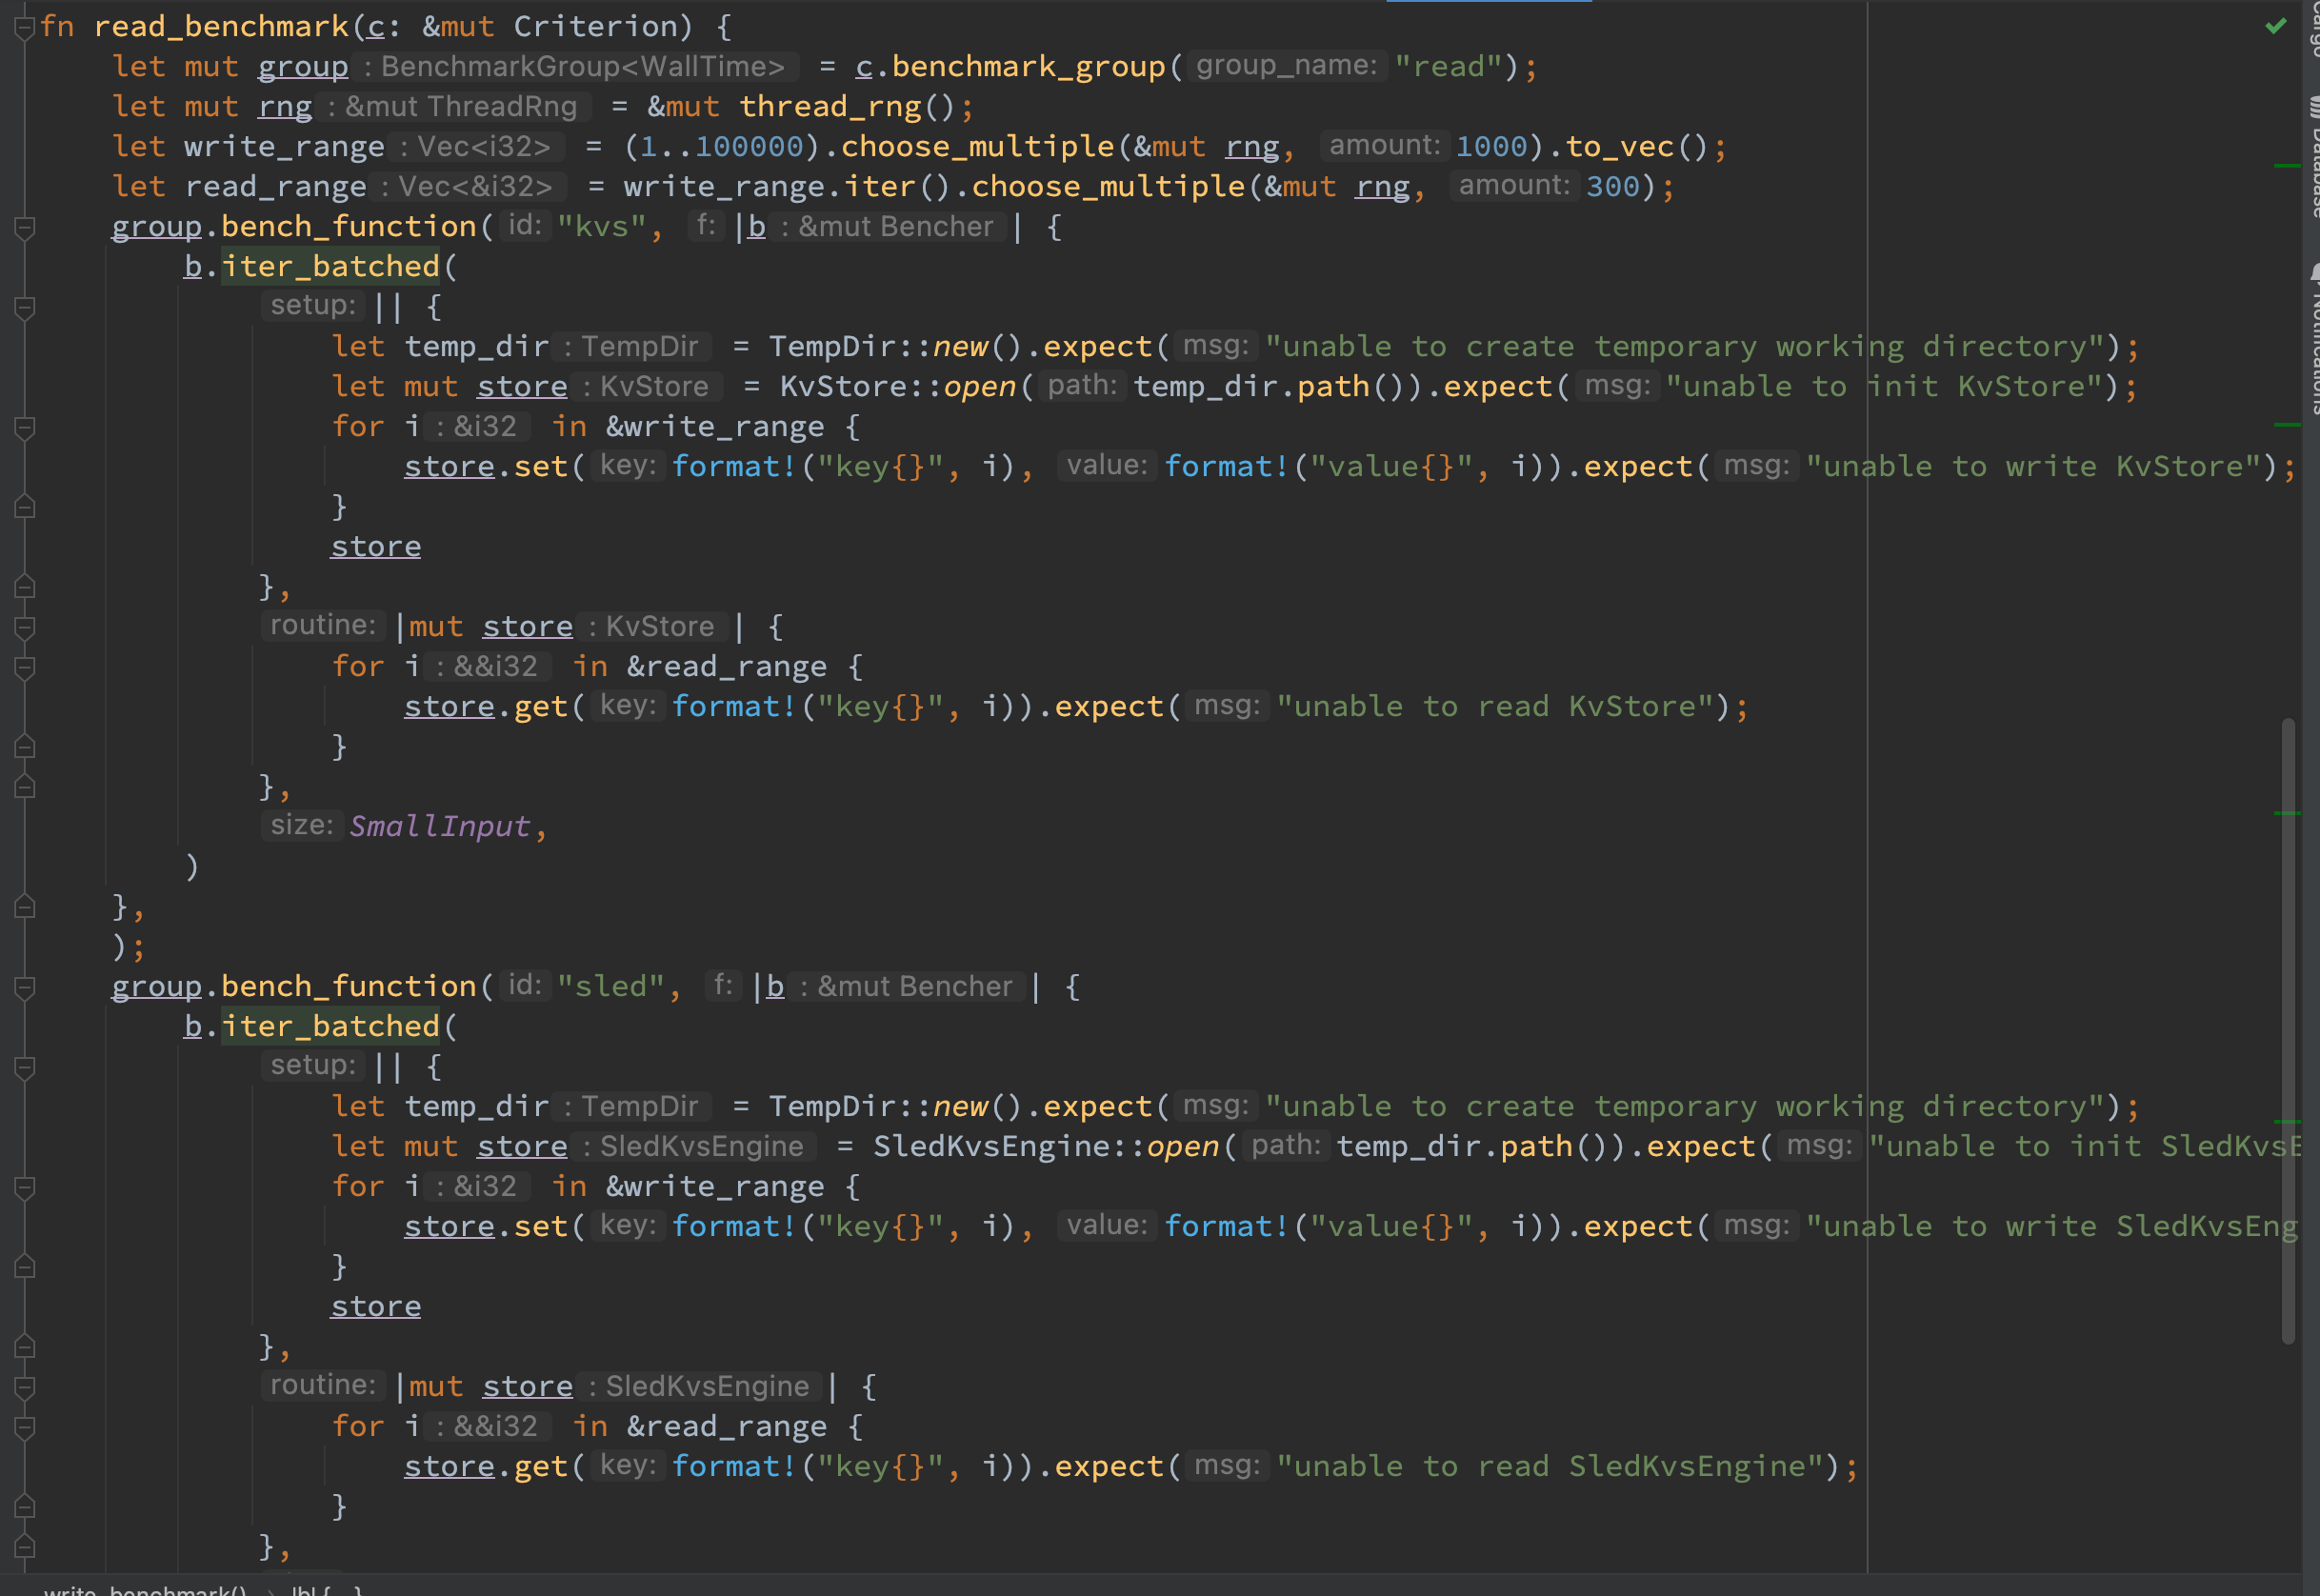 fn read_benchmark(c: &mut Criterion) {
let mut group : BenchmarkGroup<WallTime> = c.benchmark_group( group_name: "read");
let mut rng : &mut ThreadRng = &mut thread_rng();
let write_range : Vec<i32> = (1..100000).choose_multiple(&mut rng, amount: 1000).to_vec();
let read_range : Vec<&i32> = write_range.iter().choose_multiple(&mut rng, amount: 300);
group.bench_function( id: "kvs", f: |b : &mut Bencher | {
b.iter_batched(
setup: || {
let temp_dir : TempDir = TempDir::new().expect( msg: "unable to create temporary working directory");
let mut store : KvStore = KvStore::open( path: temp_dir.path()).expect( msg: "unable to init KvStore");
for i : &i32 in &write_range {
store.set( key: format!("key{}", i), value: format!("value{}", i)).expect( msg: "unable to write KvStore");
}
store
},
routine: |mut store : KvStore | {
for i : &&i32 in &read_range {
store.get( key: format!("key{}", i)).expect( msg: "unable to read KvStore");
}
},
size: SmallInput,
)
},
);
group.bench_function( id: "sled", f: |b : &mut Bencher | {
b.iter_batched(
setup: || {
let temp_dir : TempDir = TempDir::new().expect( msg: "unable to create temporary working directory");
let mut store : SledKvsEngine = SledKvsEngine::open( path: temp_dir.path()).expect( msg: "unable to init SledKvsE
for i : &i32 in &write_range {
store.set( key: format!("key{}", i), value: format!("value{}", i)).expect( msg: "unable to write SledKvsEng
}
store
},
routine: |mut store : SledKvsEngine | {
for i : &&i32 in &read_range {
store.get( key: format!("key{}", i)).expect( msg: "unable to read SledKvsEngine");
}
},
write_benchmark()